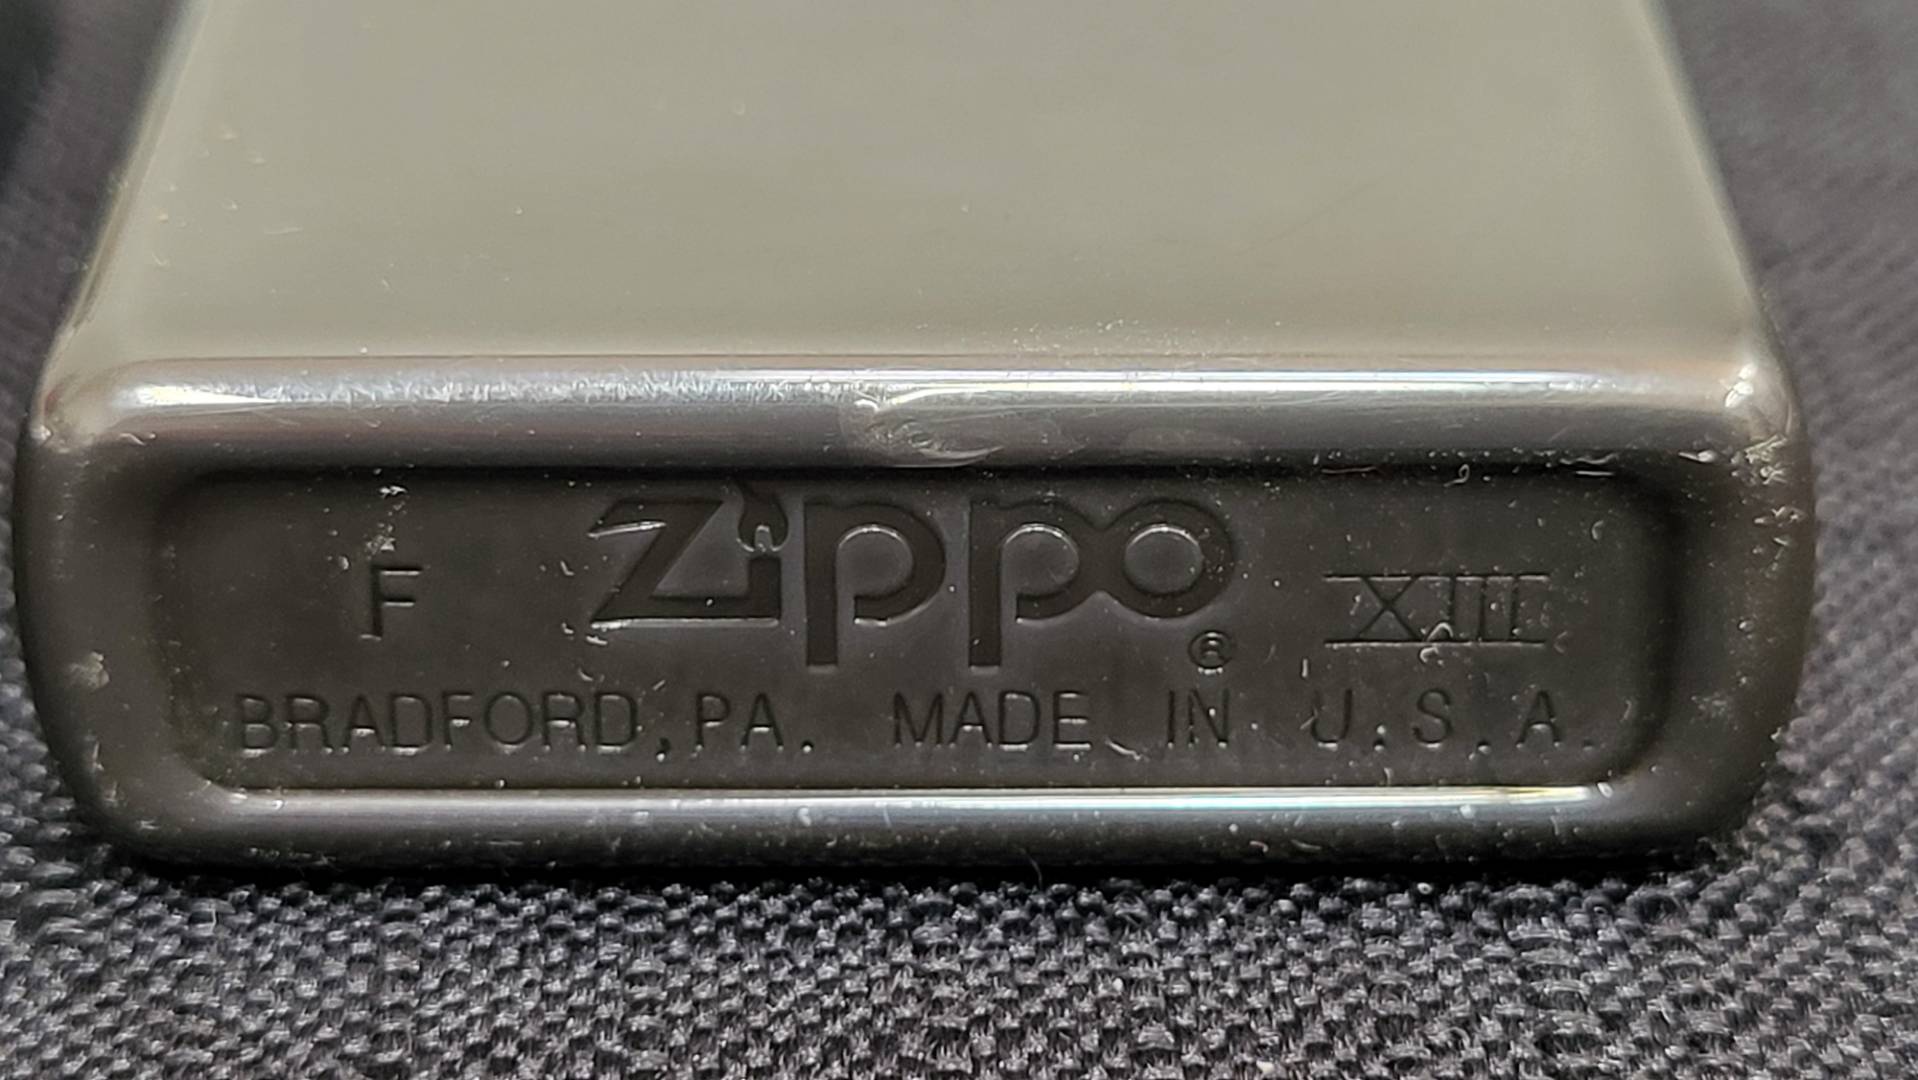 F Zippo ® XIII
BRADFORD, PA. MADE IN U.S.A.